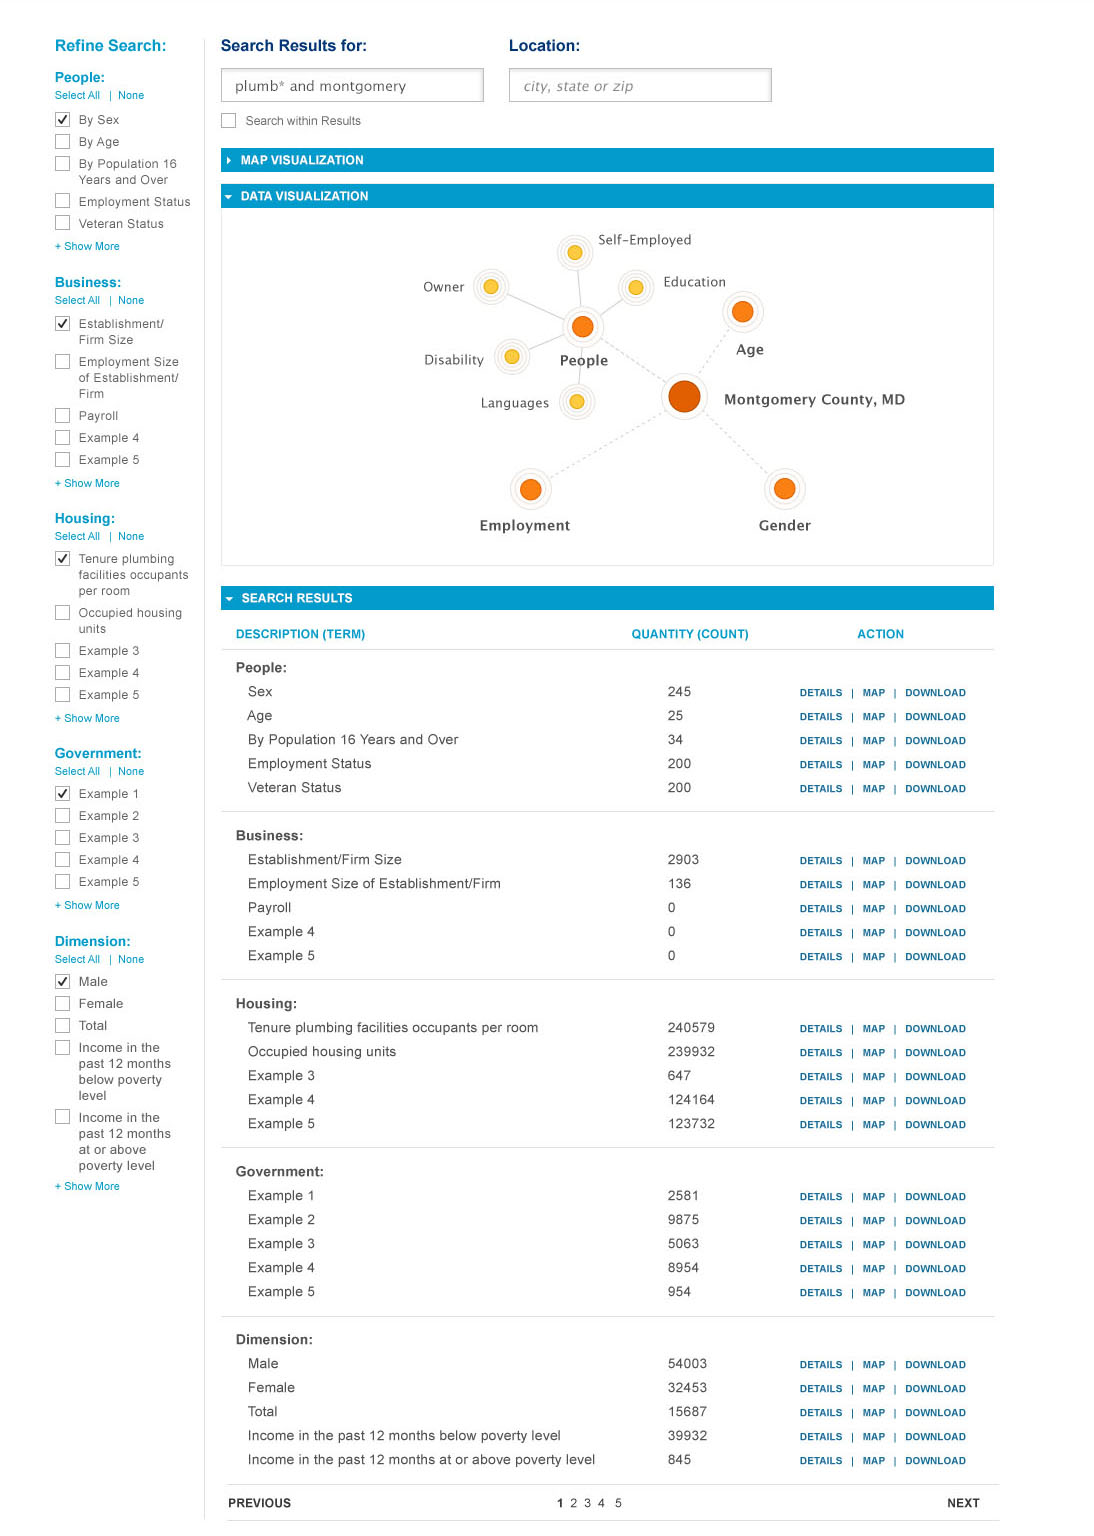 Refine Search:
People:
Select All | None
By Sex
By Age
By Population 16
Years and Over
Employment Status
Veteran Status
+ Show More
Business:
Select All | None
Establishment/
Firm Size
Employment Size
of Establishment/
Firm
Payroll
Example 4
Example 5
+ Show More
Housing:
Select All | None
Tenure plumbing
facilities occupants
per room
Occupied housing
units
Example 3
Example 4
Example 5
+ Show More
Government:
Select All | None
Example 1
Example 2
Example 3
Example 4
Example 5
+ Show More
Dimension:
Select All | None
Male
Female
Total
Income in the
past 12 months
below poverty
level
Income in the
past 12 months
at or above
poverty level
+ Show More
Search Results for:
plumb* and montgomery
Search within Results
Location:
city, state or zip
MAP VISUALIZATION
DATA VISUALIZATION
Self-Employed
Owner
Education
Age
Disability
People
Languages
Montgomery County, MD
Employment
Gender
SEARCH RESULTS
DESCRIPTION (TERM) QUANTITY (COUNT) ACTION
People:
Sex 245 DETAILS | MAP | DOWNLOAD
Age 25 DETAILS | MAP | DOWNLOAD
By Population 16 Years and Over 34 DETAILS | MAP | DOWNLOAD
Employment Status 200 DETAILS | MAP | DOWNLOAD
Veteran Status 200 DETAILS | MAP | DOWNLOAD
Business:
Establishment/Firm Size 2903 DETAILS | MAP | DOWNLOAD
Employment Size of Establishment/Firm 136 DETAILS | MAP | DOWNLOAD
Payroll 0 DETAILS | MAP | DOWNLOAD
Example 4 0 DETAILS | MAP | DOWNLOAD
Example 5 0 DETAILS | MAP | DOWNLOAD
Housing:
Tenure plumbing facilities occupants per room 240579 DETAILS | MAP | DOWNLOAD
Occupied housing units 239932 DETAILS | MAP | DOWNLOAD
Example 3 647 DETAILS | MAP | DOWNLOAD
Example 4 124164 DETAILS | MAP | DOWNLOAD
Example 5 123732 DETAILS | MAP | DOWNLOAD
Government:
Example 1 2581 DETAILS | MAP | DOWNLOAD
Example 2 9875 DETAILS | MAP | DOWNLOAD
Example 3 5063 DETAILS | MAP | DOWNLOAD
Example 4 8954 DETAILS | MAP | DOWNLOAD
Example 5 954 DETAILS | MAP | DOWNLOAD
Dimension:
Male 54003 DETAILS | MAP | DOWNLOAD
Female 32453 DETAILS | MAP | DOWNLOAD
Total 15687 DETAILS | MAP | DOWNLOAD
Income in the past 12 months below poverty level 39932 DETAILS | MAP | DOWNLOAD
Income in the past 12 months at or above poverty level 845 DETAILS | MAP | DOWNLOAD
PREVIOUS 1 2 3 4 5 NEXT